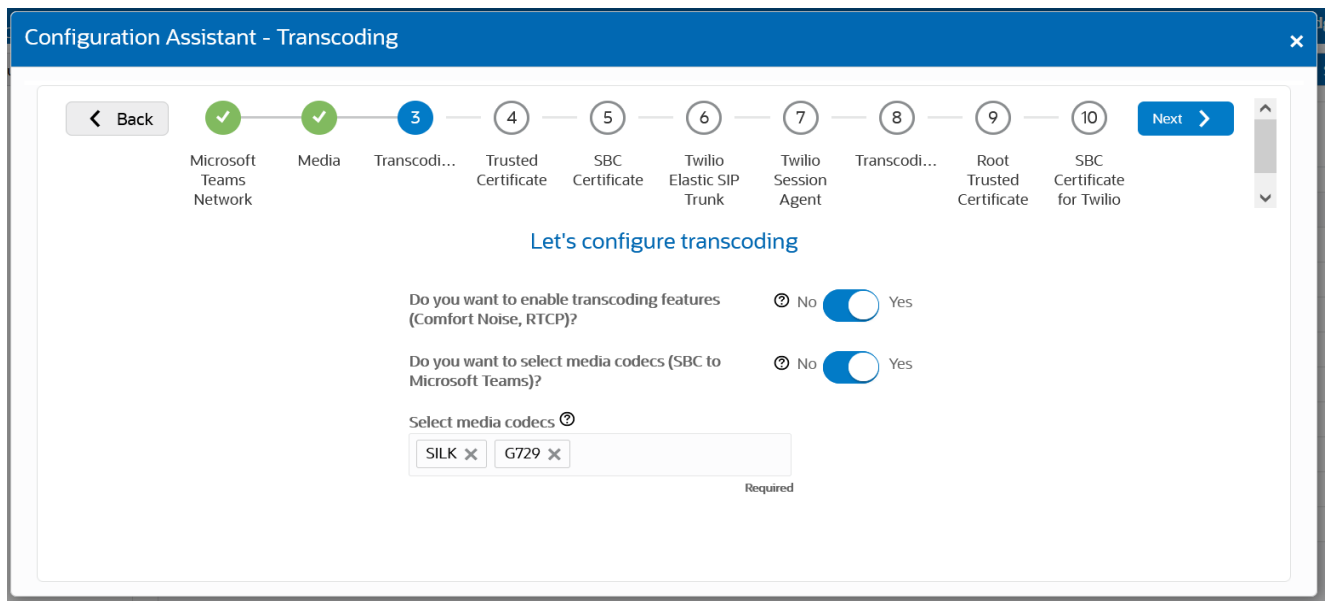 Configuration Assistant - Transcoding
Back
3
4
5
6
7
8
9
10
Next
Microsoft
Teams
Network
Media
Transcodi...
Trusted
Certificate
SBC
Certificate
Twilio
Elastic SIP
Trunk
Twilio
Session
Agent
Transcodi...
Root
Trusted
Certificate
SBC
Certificate
for Twilio
Let's configure transcoding
Do you want to enable transcoding features
(Comfort Noise, RTCP)?
No
Yes
Do you want to select media codecs (SBC to
Microsoft Teams)?
No
Yes
Select media codecs
SILK
G729
Required